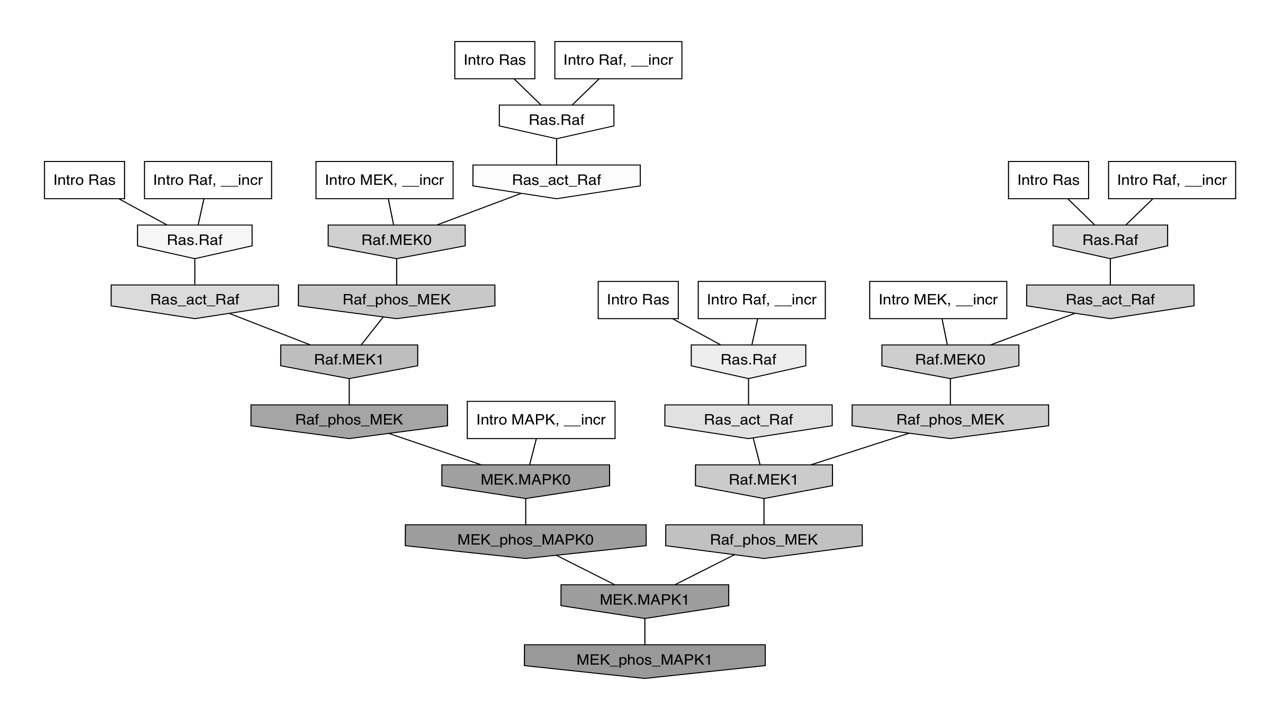 Intro Ras
Intro Raf, __incr
Ras.Raf
Intro Ras
Intro Raf, __incr
Intro MEK, __incr
Ras_act_Raf
Intro Ras
Intro Raf, __incr
Ras.Raf
Raf.MEK0
Ras.Raf
Ras_act_Raf
Raf_phos_MEK
Intro Ras
Intro Raf, __incr
Intro MEK, __incr
Ras_act_Raf
Raf.MEK1
Ras.Raf
Raf.MEK0
Raf_phos_MEK
Intro MAPK, __incr
Ras_act_Raf
Raf_phos_MEK
MEK.MAPK0
Raf.MEK1
MEK_phos_MAPK0
Raf_phos_MEK
MEK.MAPK1
MEK_phos_MAPK1